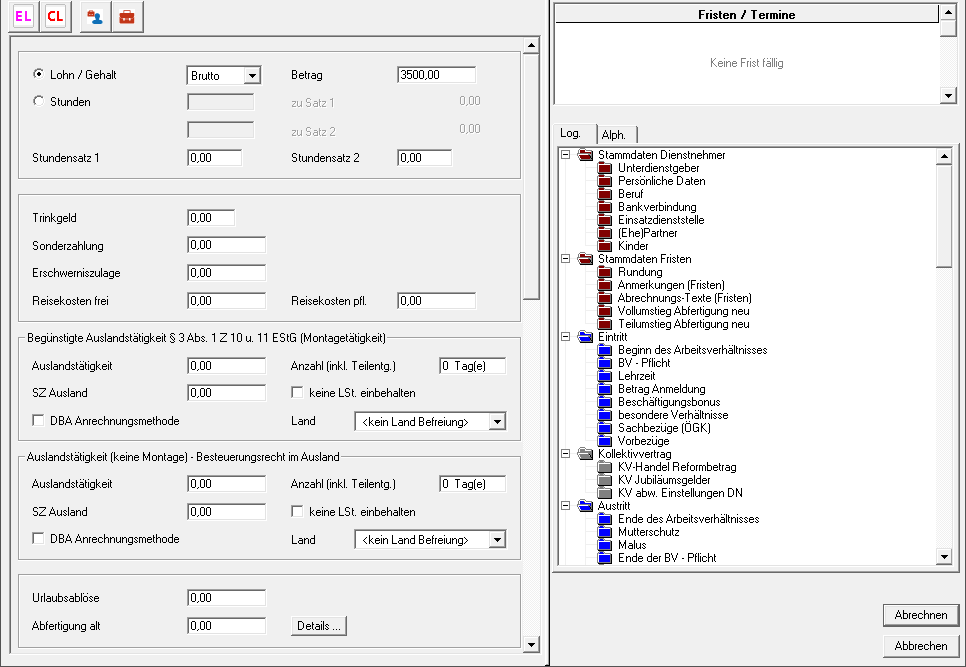 EL CL
Lohn / Gehalt Brutto Betrag 3500,00
Stunden zu Satz 1 0,00
zu Satz 2 0,00
Stundensatz 1 0,00 Stundensatz 2 0,00
Trinkgeld 0,00
Sonderzahlung 0,00
Erschwerniszulage 0,00
Reisekosten frei 0,00 Reisekosten pfl. 0,00
Begünstigte Auslandstätigkeit § 3 Abs. 1 Z 10 u. 11 EStG (Montagetätigkeit)
Auslandstätigkeit 0,00 Anzahl (inkl. Teilentg.) 0 Tag(e)
SZ Ausland 0,00 keine LSt. einbehalten
DBA Anrechnungsmethode Land <kein Land Befreiung>
Auslandstätigkeit (keine Montage) - Besteuerungsrecht im Ausland
Auslandstätigkeit 0,00 Anzahl (inkl. Teilentg.) 0 Tag(e)
SZ Ausland 0,00 keine LSt. einbehalten
DBA Anrechnungsmethode Land <kein Land Befreiung>
Urlaubsablöse 0,00
Abfertigung alt 0,00 Details ...
Fristen / Termine
Keine Frist fällig
Log. Alph.
Stammdaten Dienstnehmer
Unterdienstgeber
Persönliche Daten
Beruf
Bankverbindung
Einsatzdienststelle
(Ehe)Partner
Kinder
Stammdaten Fristen
Rundung
Anmerkungen (Fristen)
Abrechnungs-Texte (Fristen)
Vollumstieg Abfertigung neu
Teilumstieg Abfertigung neu
Eintritt
Beginn des Arbeitsverhältnisses
BV - Pflicht
Lehrzeit
Betrag Anmeldung
Beschäftigungsbonus
besondere Verhältnisse
Sachbezüge (ÖGK)
Vorbezüge
Kollektivvertrag
KV-Handel Reformbetrag
KV Jubiläumsgelder
KV abw. Einstellungen DN
Austritt
Ende des Arbeitsverhältnisses
Mutterschutz
Malus
Ende der BV - Pflicht
Abrechnen
Abbrechen